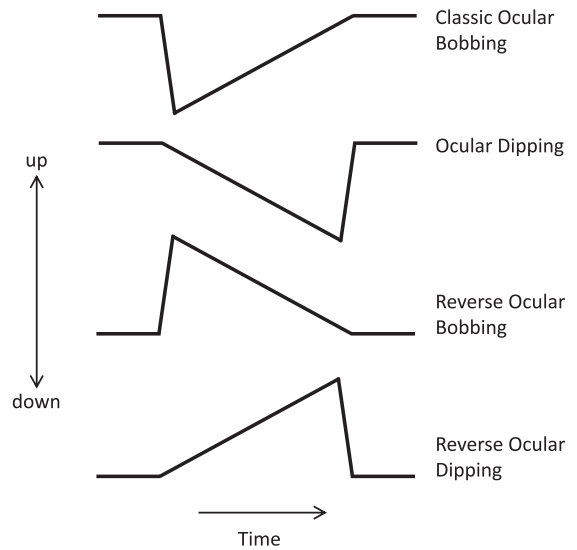 Classic Ocular
Bobbing
Ocular Dipping
up
Reverse Ocular
Bobbing
down
Reverse Ocular
Dipping
Time